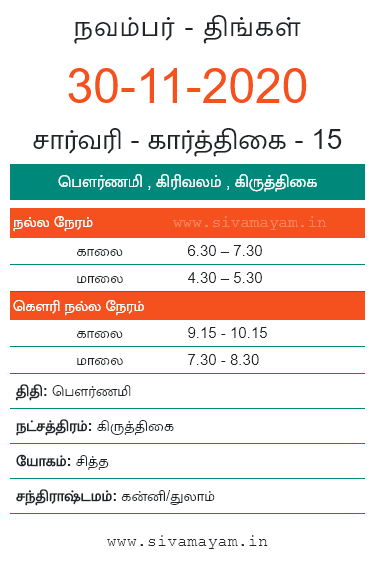 நவம்பர் - திங்கள்
30-11-2020
சார்வரி - கார்த்திகை - 15
பௌர்ணமி , கிரிவலம் , கிருத்திகை
நல்ல நேரம் www.sivamayam.in
காலை 6.30 – 7.30
மாலை 4.30 – 5.30
கௌரி நல்ல நேரம்
காலை 9.15 - 10.15
மாலை 7.30 - 8.30
திதி: பௌர்ணமி
நட்சத்திரம்: கிருத்திகை
யோகம்: சித்த
சந்திராஷ்டமம்: கன்னி/துலாம்
www.sivamayam.in